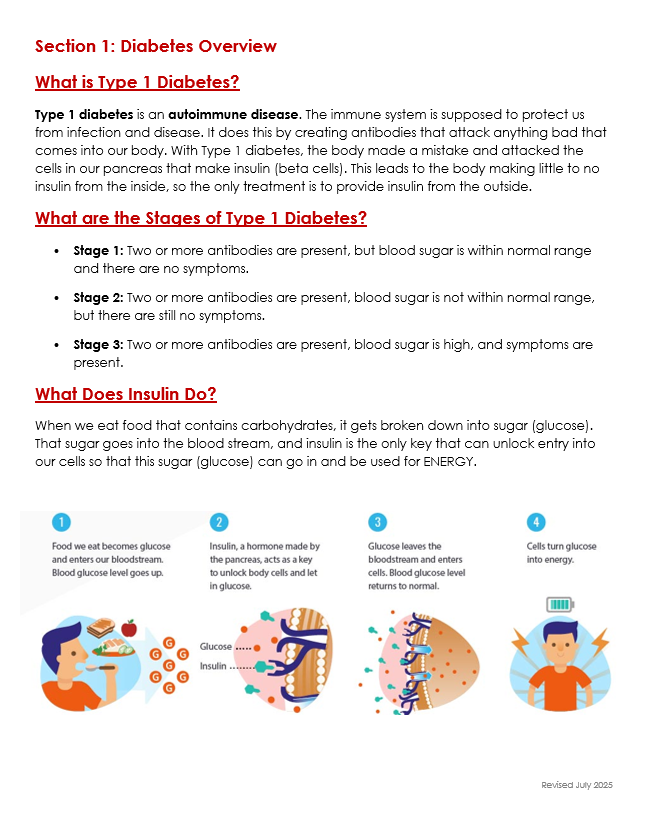 Section 1: Diabetes Overview
What is Type 1 Diabetes?
Type 1 diabetes is an autoimmune disease. The immune system is supposed to protect us
from infection and disease. It does this by creating antibodies that attack anything bad that
comes into our body. With Type 1 diabetes, the body made a mistake and attacked the
cells in our pancreas that make insulin (beta cells). This leads to the body making little to no
insulin from the inside, so the only treatment is to provide insulin from the outside.
What are the Stages of Type 1 Diabetes?
• Stage 1: Two or more antibodies are present, but blood sugar is within normal range
and there are no symptoms.
• Stage 2: Two or more antibodies are present, blood sugar is not within normal range,
but there are still no symptoms.
• Stage 3: Two or more antibodies are present, blood sugar is high, and symptoms are
present.
What Does Insulin Do?
When we eat food that contains carbohydrates, it gets broken down into sugar (glucose).
That sugar goes into the blood stream, and insulin is the only key that can unlock entry into
our cells so that this sugar (glucose) can go in and be used for ENERGY.
1
Food we eat becomes glucose
and enters our bloodstream.
Blood glucose level goes up.
2
Insulin, a hormone made by
the pancreas, acts as a key
to unlock body cells and let
in glucose.
3
Glucose leaves the
bloodstream and enters
cells. Blood glucose level
returns to normal.
4
Cells turn glucose
into energy.
G
G
G
G
G
G
G
Glucose .....
Insulin ........
Revised July 2025